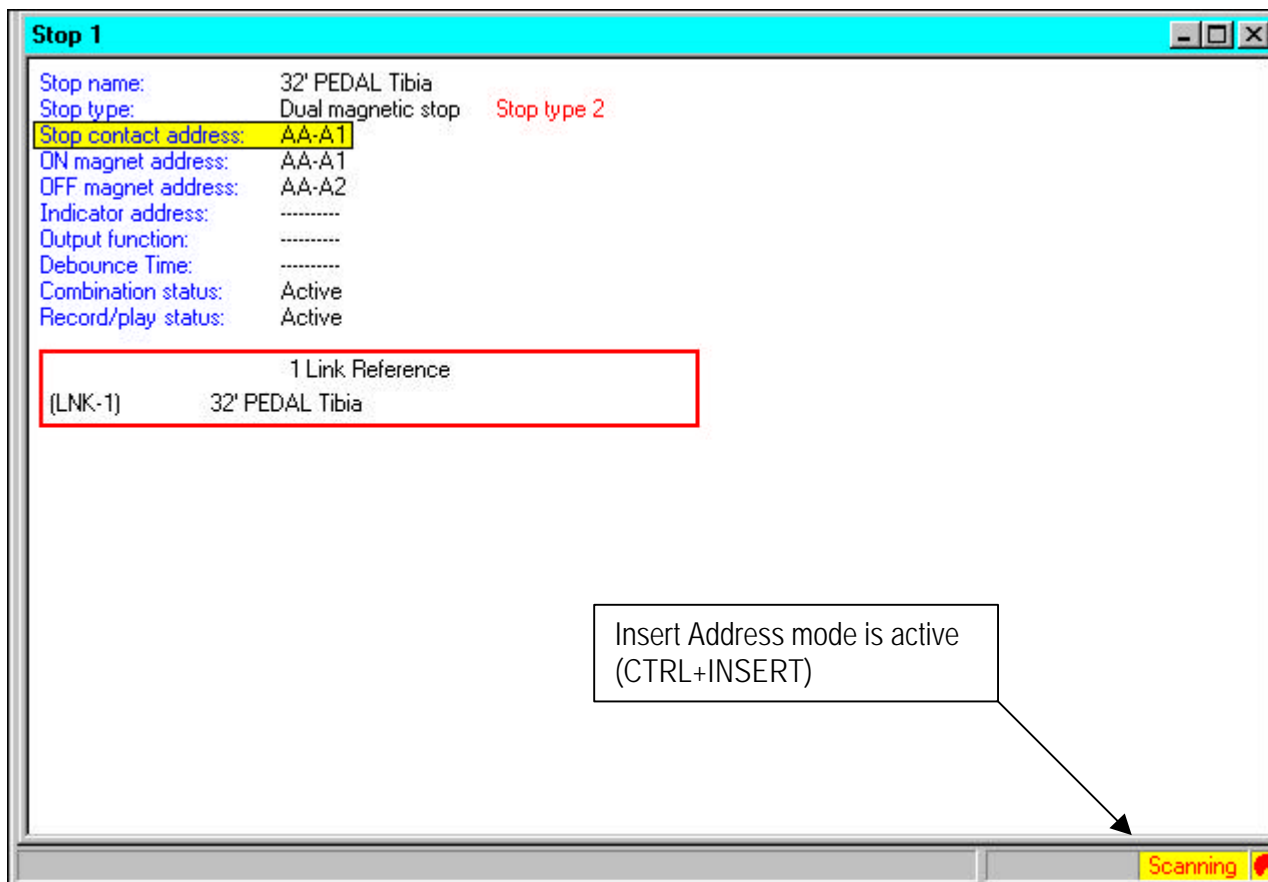 Stop 1
Stop name: 32' PEDAL Tibia
Stop type: Dual magnetic stop Stop type 2
Stop contact address: AA-A1
ON magnet address: AA-A1
OFF magnet address: AA-A2
Indicator address: ----------
Output function: ----------
Debounce Time: ----------
Combination status: Active
Record/play status: Active
1 Link Reference
(LNK-1) 32' PEDAL Tibia
Insert Address mode is active
(CTRL+INSERT)
Scanning